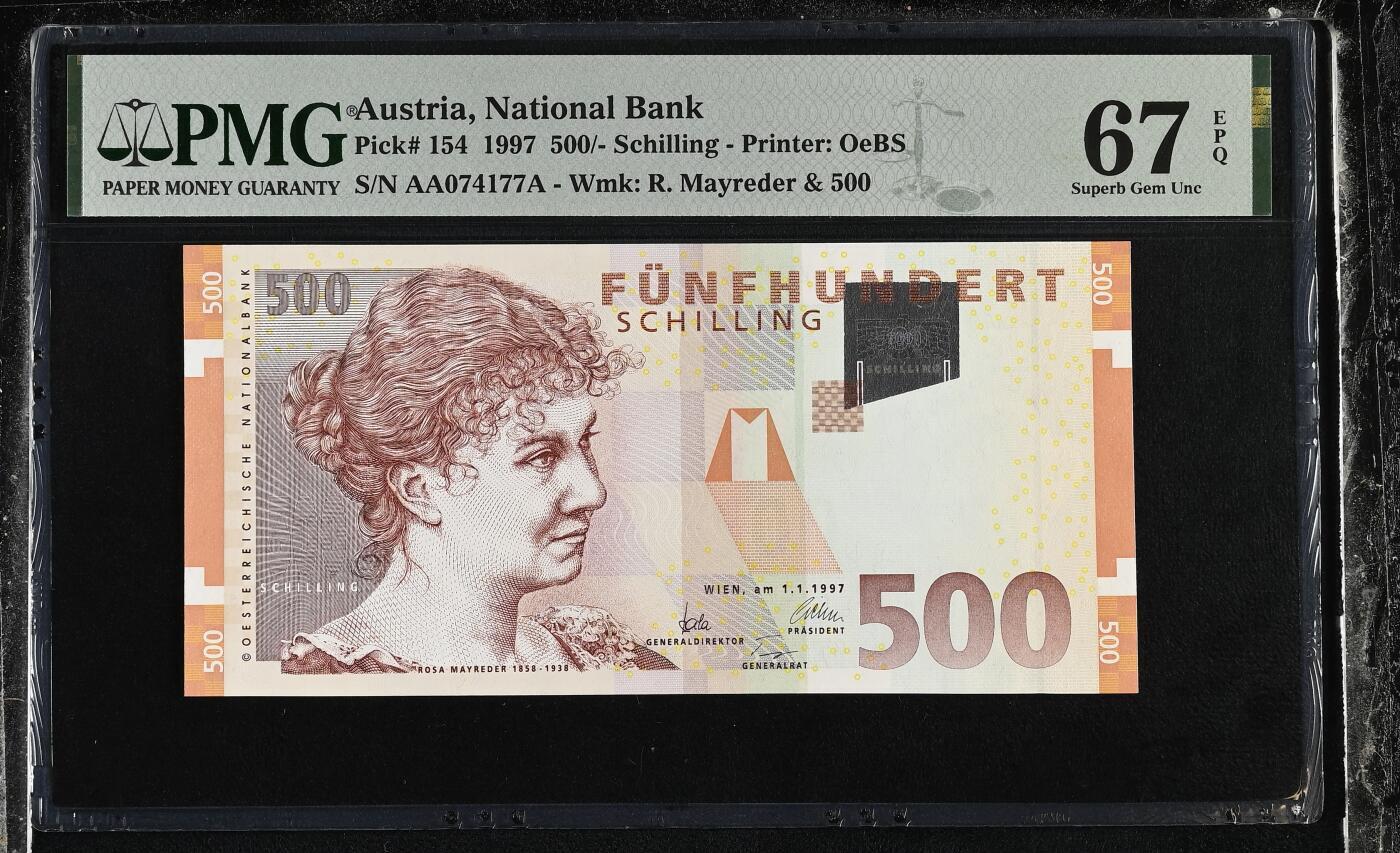 PMG®
PAPER MONEY GUARANTY
Austria, National Bank
Pick# 154 1997 500/- Schilling - Printer: OeBS
S/N AA074177A - Wmk: R. Mayreder & 500
67
EPQ
Superb Gem Unc
500
500
©OESTERREICHISCHE NATIONALBANK
500
SCHILLING
FÜNFHUNDERT
SCHILLING
SCHILLING
ROSA MAYREDER 1858-1938
WIEN, am 1.1.1997
GENERALDIREKTOR
PRÄSIDENT
GENERALRAT
500
500
500